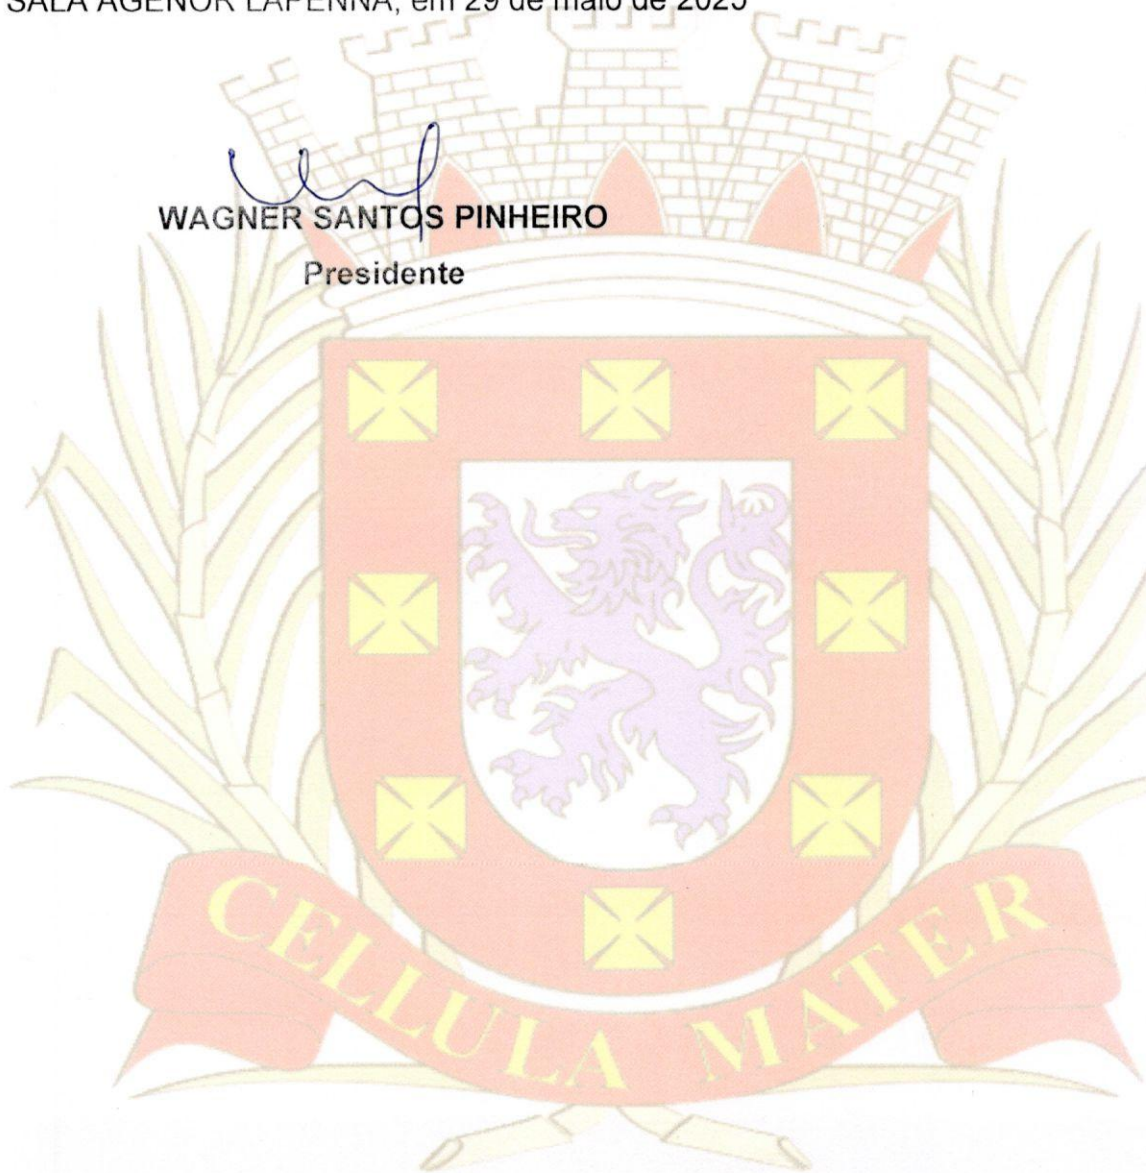 SALA AGENOR LAPENNA, em 29 de maio de 2025
WAGNER SANTOS PINHEIRO
Presidente
CELLULA MATER